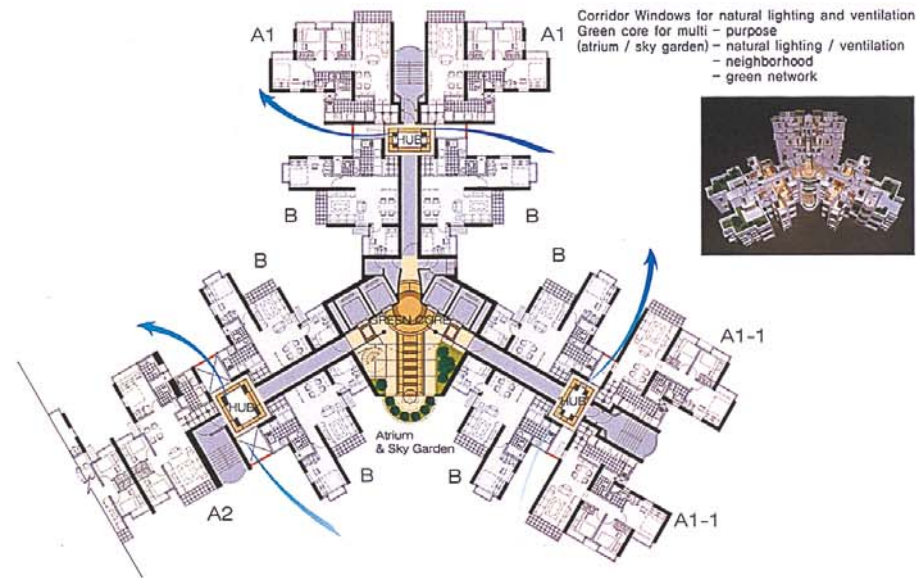 Corridor Windows for natural lighting and ventilation
Green core for multi – purpose
(atrium / sky garden) – natural lighting / ventilation
– neighborhood
– green network
A1
A1
HUB
B
B
B
B
GREEN CORE
A1-1
HUB
HUB
Atrium
& Sky Garden
B
B
A2
A1-1